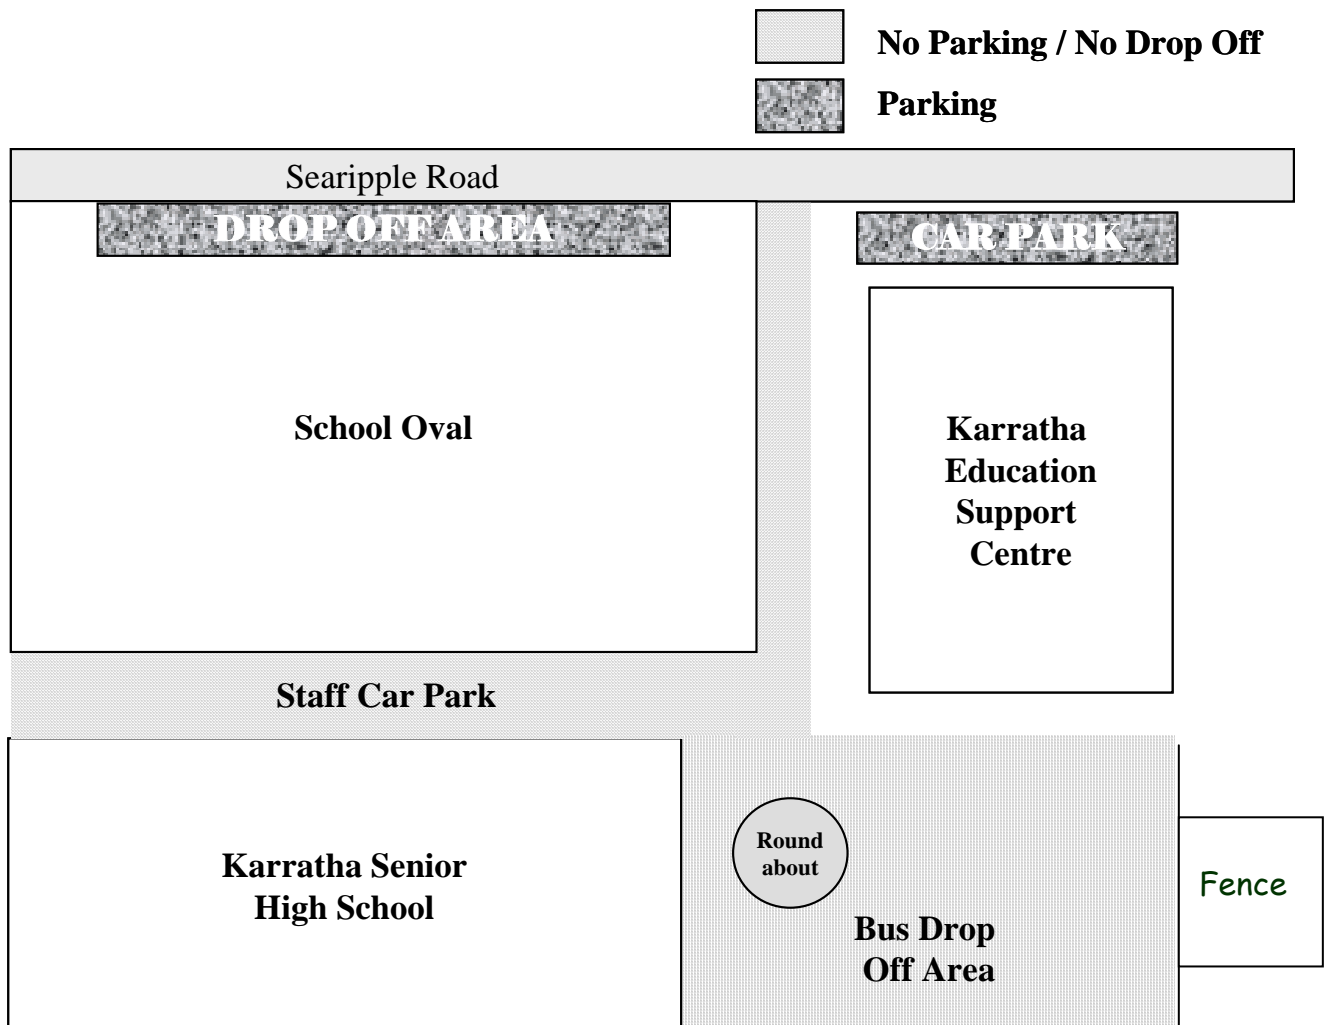 No Parking / No Drop Off
Parking
Searipple Road
DROP OFF AREA
CAR PARK
School Oval
Karratha
Education
Support
Centre
Staff Car Park
Karratha Senior
High School
Round
about
Bus Drop
Off Area
Fence